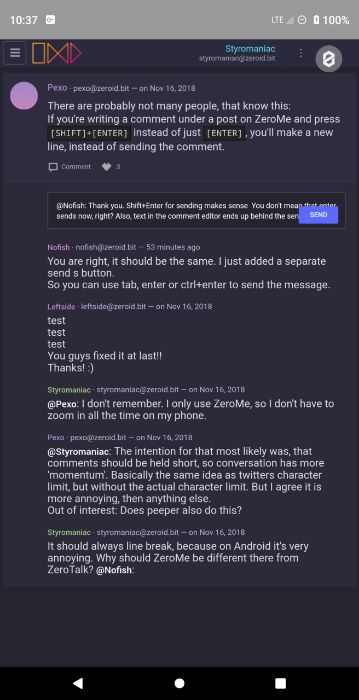 10:37
LTE 100%
Styromaniac
styromaniac@zeroid.bit
Pexo · pexo@zeroid.bit — on Nov 16, 2018
There are probably not many people, that know this:
If you're writing a comment under a post on ZeroMe and press
[SHIFT]+[ENTER] instead of just [ENTER], you'll make a new
line, instead of sending the comment.
Comment 3
@Nofish: Thank you. Shift+Enter for sending makes sense You don't mean that enter
sends now, right? Also, text in the comment editor ends up behind the sen
SEND
Nofish · nofish@zeroid.bit — 53 minutes ago
You are right, it should be the same. I just added a separate
send s button.
So you can use tab, enter or ctrl+enter to send the message.
Leftside · leftside@zeroid.bit — on Nov 16, 2018
test
test
test
You guys fixed it at last!!
Thanks! :)
Styromaniac · styromaniac@zeroid.bit — on Nov 16, 2018
@Pexo: I don't remember. I only use ZeroMe, so I don't have to
zoom in all the time on my phone.
Pexo · pexo@zeroid.bit — on Nov 16, 2018
@Styromaniac: The intention for that most likely was, that
comments should be held short, so conversation has more
'momentum'. Basically the same idea as twitters character
limit, but without the actual character limit. But I agree it is
more annoying, then anything else.
Out of interest: Does peeper also do this?
Styromaniac · styromaniac@zeroid.bit — on Nov 16, 2018
It should always line break, because on Android it's very
annoying. Why should ZeroMe be different there from
ZeroTalk? @Nofish: